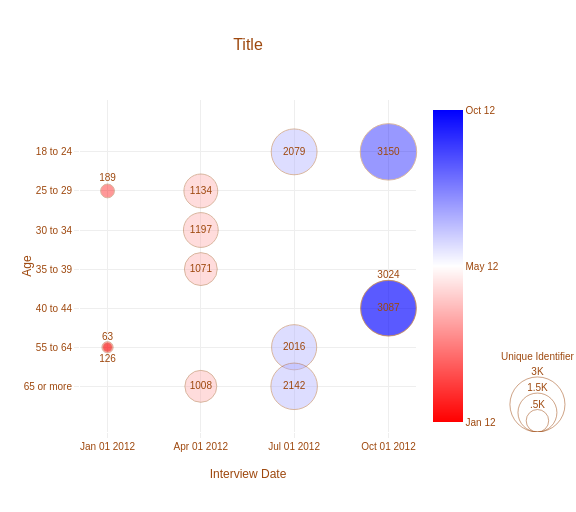 Title
Oct 12
18 to 24
2079
3150
189
25 to 29
1134
30 to 34
1197
Age
35 to 39
1071
3024
May 12
40 to 44
3087
63
55 to 64
2016
126
Unique Identifier
3K
65 or more
1008
2142
1.5K
.5K
Jan 12
Jan 01 2012
Apr 01 2012
Jul 01 2012
Oct 01 2012
Interview Date